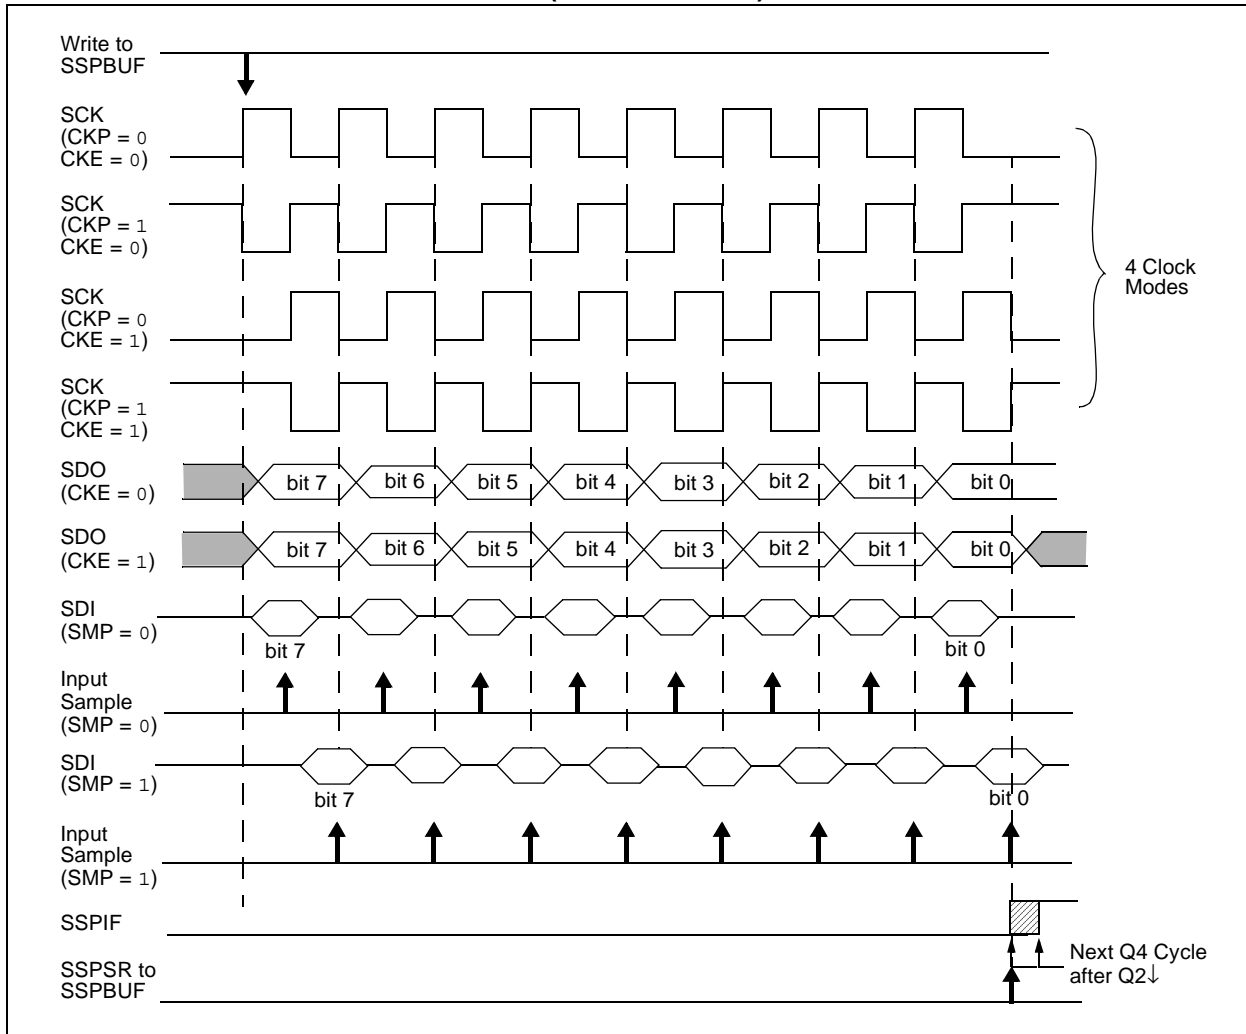 Write to
SSPBUF
SCK
(CKP = 0
CKE = 0)
SCK
(CKP = 1
CKE = 0)
4 Clock
Modes
SCK
(CKP = 0
CKE = 1)
SCK
(CKP = 1
CKE = 1)
SDO
(CKE = 0)
bit 7 bit 6 bit 5 bit 4 bit 3 bit 2 bit 1 bit 0
SDO
(CKE = 1)
bit 7 bit 6 bit 5 bit 4 bit 3 bit 2 bit 1 bit 0
SDI
(SMP = 0)
bit 7 bit 0
Input
Sample
(SMP = 0)
SDI
(SMP = 1)
bit 7 bit 0
Input
Sample
(SMP = 1)
SSPIF
Next Q4 Cycle
after Q2↓
SSPSR to
SSPBUF